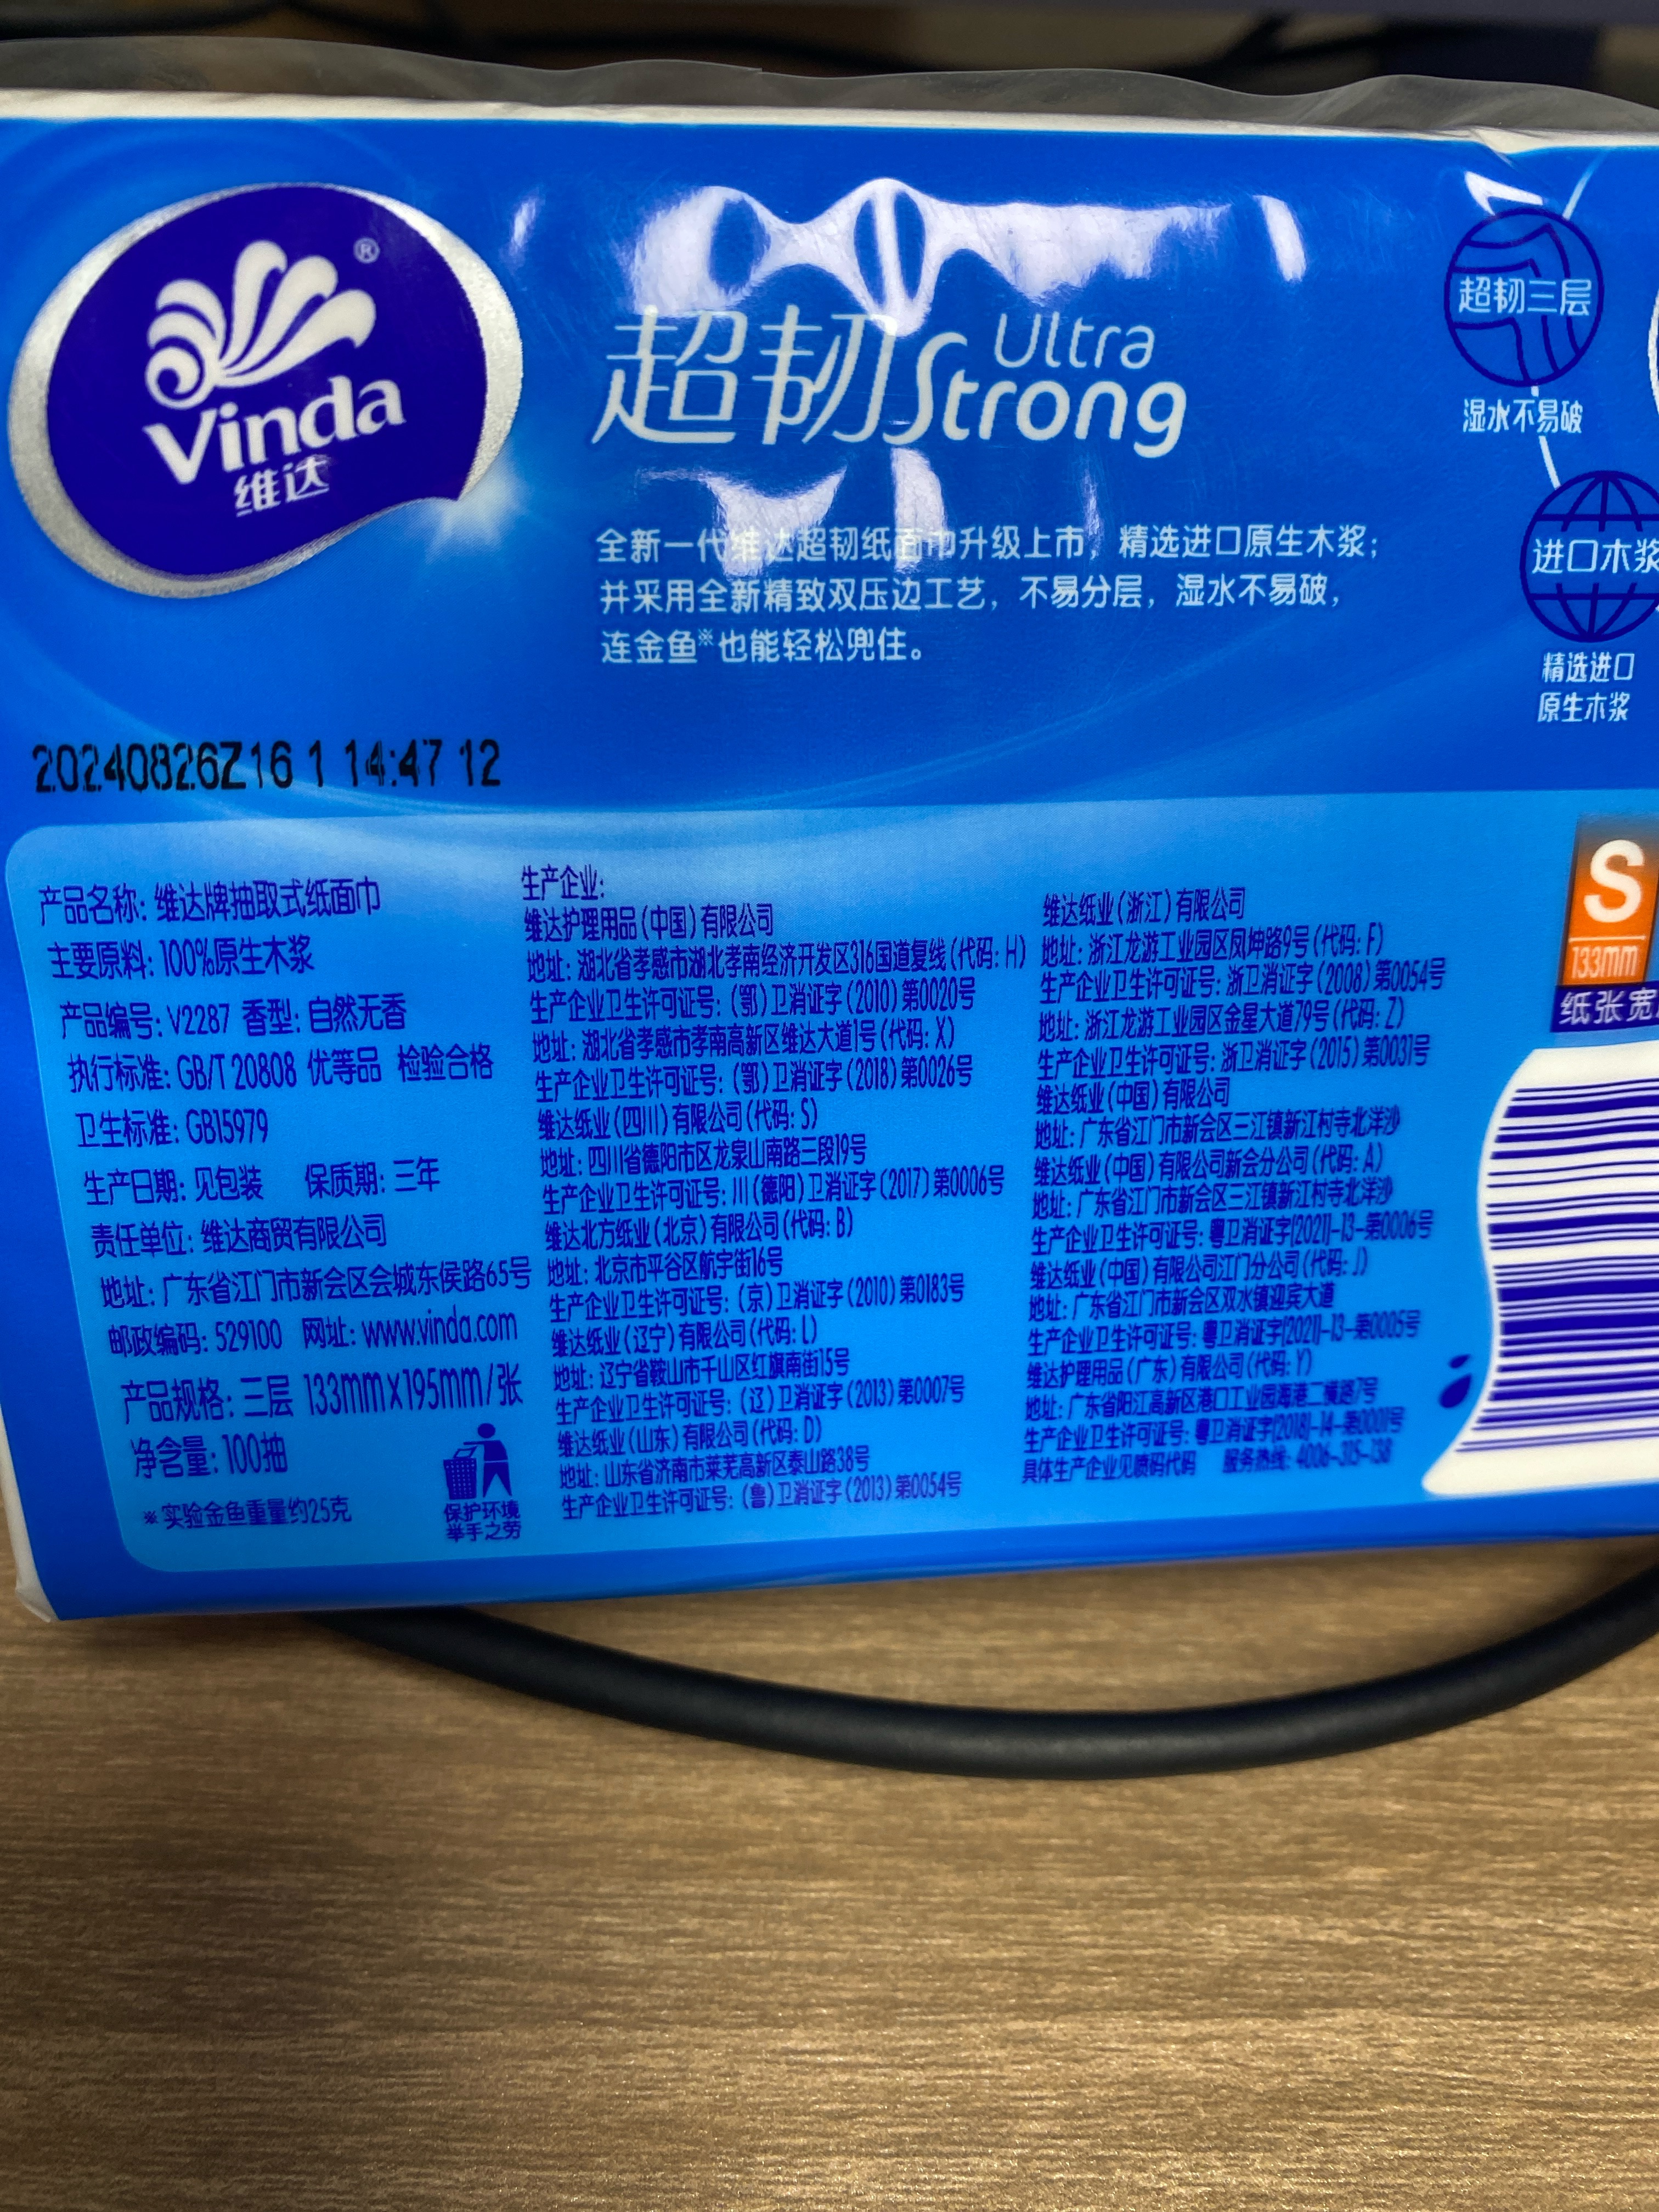 Vinda®
维达
超韧 Ultra Strong
全新一代维达超韧纸面巾升级上市，精选进口原生木浆；
并采用全新精致双压边工艺，不易分层，湿水不易破，
连金鱼※也能轻松兜住。
超韧三层
湿水不易破
进口木浆
精选进口
原生木浆
20240826Z16 1 14:47 12
产品名称: 维达牌抽取式纸面巾
主要原料: 100%原生木浆
产品编号: V2287 香型: 自然无香
执行标准: GB/T 20808 优等品 检验合格
卫生标准: GB15979
生产日期: 见包装 保质期: 三年
责任单位: 维达商贸有限公司
地址: 广东省江门市新会区会城东侯路65号
邮政编码: 529100 网址: www.vinda.com
产品规格: 三层 133mm×195mm/张
净含量: 100抽
※实验金鱼重量约25克
保护环境
举手之劳
生产企业:
维达护理用品(中国)有限公司
地址: 湖北省孝感市湖北孝南经济开发区316国道复线(代码: H)
生产企业卫生许可证号: (鄂)卫消证字(2010)第0020号
地址: 湖北省孝感市孝南高新区维达大道1号(代码: X)
生产企业卫生许可证号: (鄂)卫消证字(2018)第0026号
维达纸业(四川)有限公司(代码: S)
地址: 四川省德阳市区龙泉山南路三段19号
生产企业卫生许可证号: 川(德阳)卫消证字(2017)第0006号
维达北方纸业(北京)有限公司(代码: B)
地址: 北京市平谷区航宇街16号
生产企业卫生许可证号: (京)卫消证字(2010)第0183号
维达纸业(辽宁)有限公司(代码: L)
地址: 辽宁省鞍山市千山区红旗南街15号
生产企业卫生许可证号: (辽)卫消证字(2013)第0007号
维达纸业(山东)有限公司(代码: D)
地址: 山东省济南市莱芜高新区泰山路38号
生产企业卫生许可证号: (鲁)卫消证字(2013)第0054号
维达纸业(浙江)有限公司
地址: 浙江龙游工业园区凤坤路9号(代码: F)
生产企业卫生许可证号: 浙卫消证字(2008)第0054号
地址: 浙江龙游工业园区金星大道79号(代码: Z)
生产企业卫生许可证号: 浙卫消证字(2015)第0031号
维达纸业(中国)有限公司
地址: 广东省江门市新会区三江镇新江村寺北洋沙
维达纸业(中国)有限公司新会分公司(代码: A)
地址: 广东省江门市新会区三江镇新江村寺北洋沙
生产企业卫生许可证号: 粤卫消证字[2021]-13-第0006号
维达纸业(中国)有限公司江门分公司(代码: J)
地址: 广东省江门市新会区双水镇迎宾大道
生产企业卫生许可证号: 粤卫消证字[2021]-13-第0005号
维达护理用品(广东)有限公司(代码: Y)
地址: 广东省阳江高新区港口工业园海港二横路7号
生产企业卫生许可证号: 粤卫消证字[2018]-14-第0001号
具体生产企业见喷码代码 服务热线: 4006-315-138
S
133mm
纸张宽